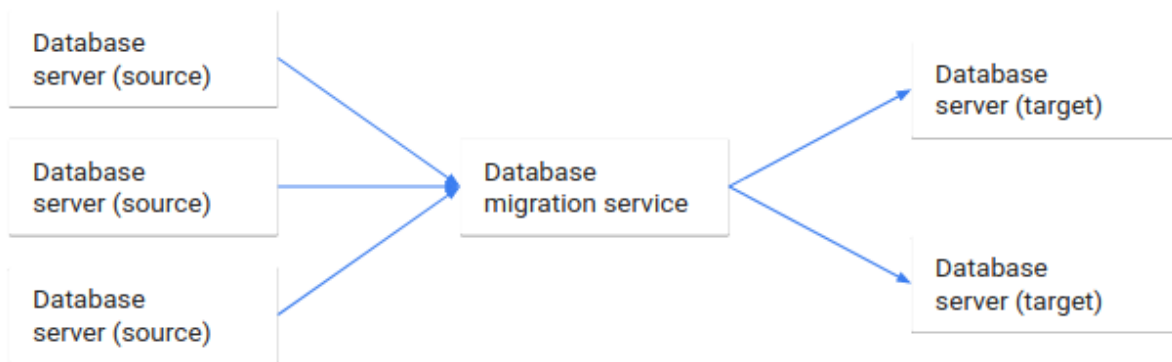 Database
server (source)
Database
server (source)
Database
server (source)
Database
migration service
Database
server (target)
Database
server (target)